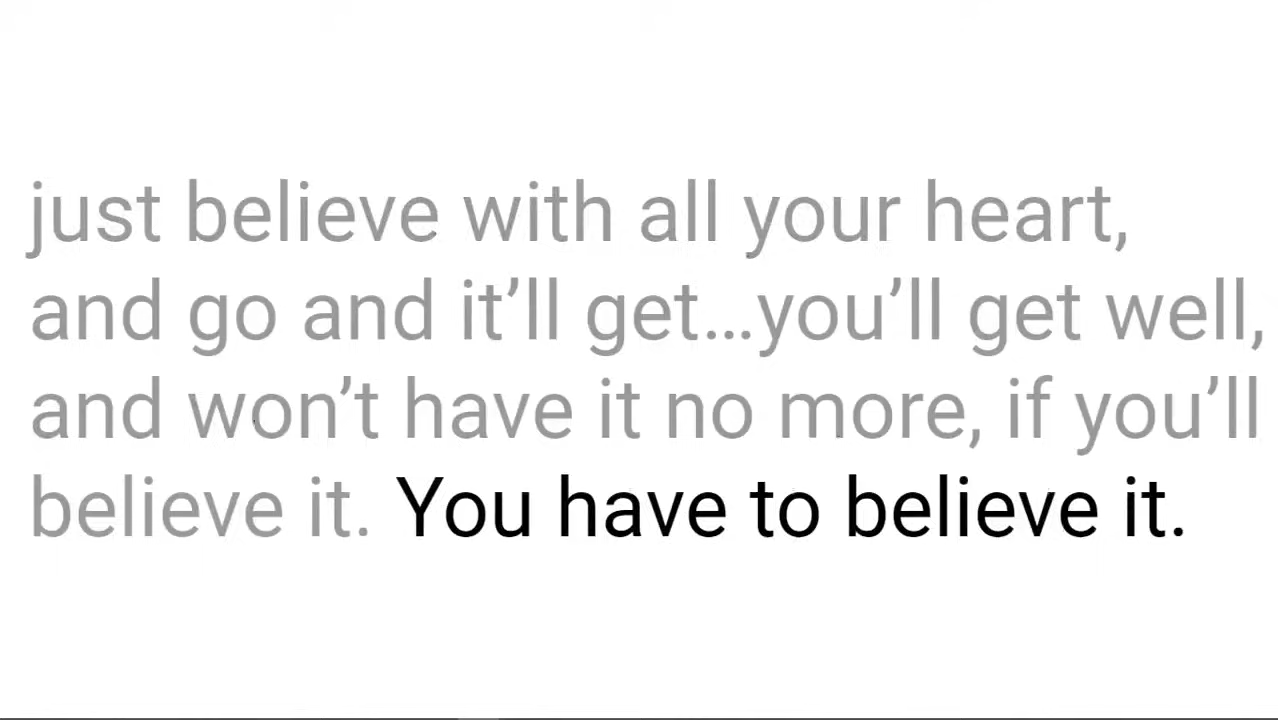 just believe with all your heart,
and go and it’ll get…you’ll get well,
and won’t have it no more, if you’ll
believe it. You have to believe it.